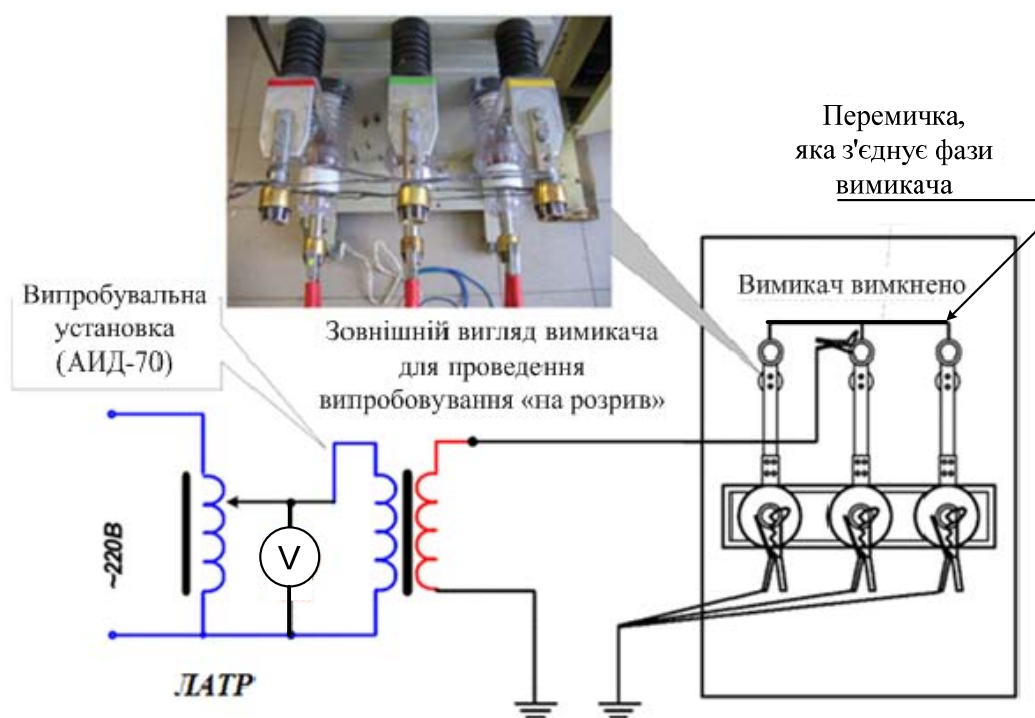 Перемичка,
яка з'єднує фази
вимикача
Вимикач вимкнено
Випробувальна
установка
(АИД-70)
Зовнішній вигляд вимикача
для проведення
випробовування «на розрив»
~220В
V
ЛАТР